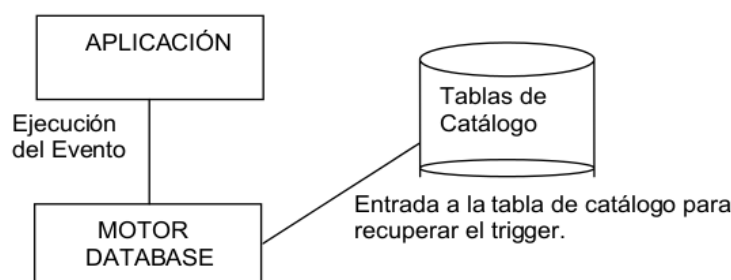 APLICACIÓN
Ejecución
del Evento
Tablas de
Catálogo
Entrada a la tabla de catálogo para
recuperar el trigger.
MOTOR
DATABASE